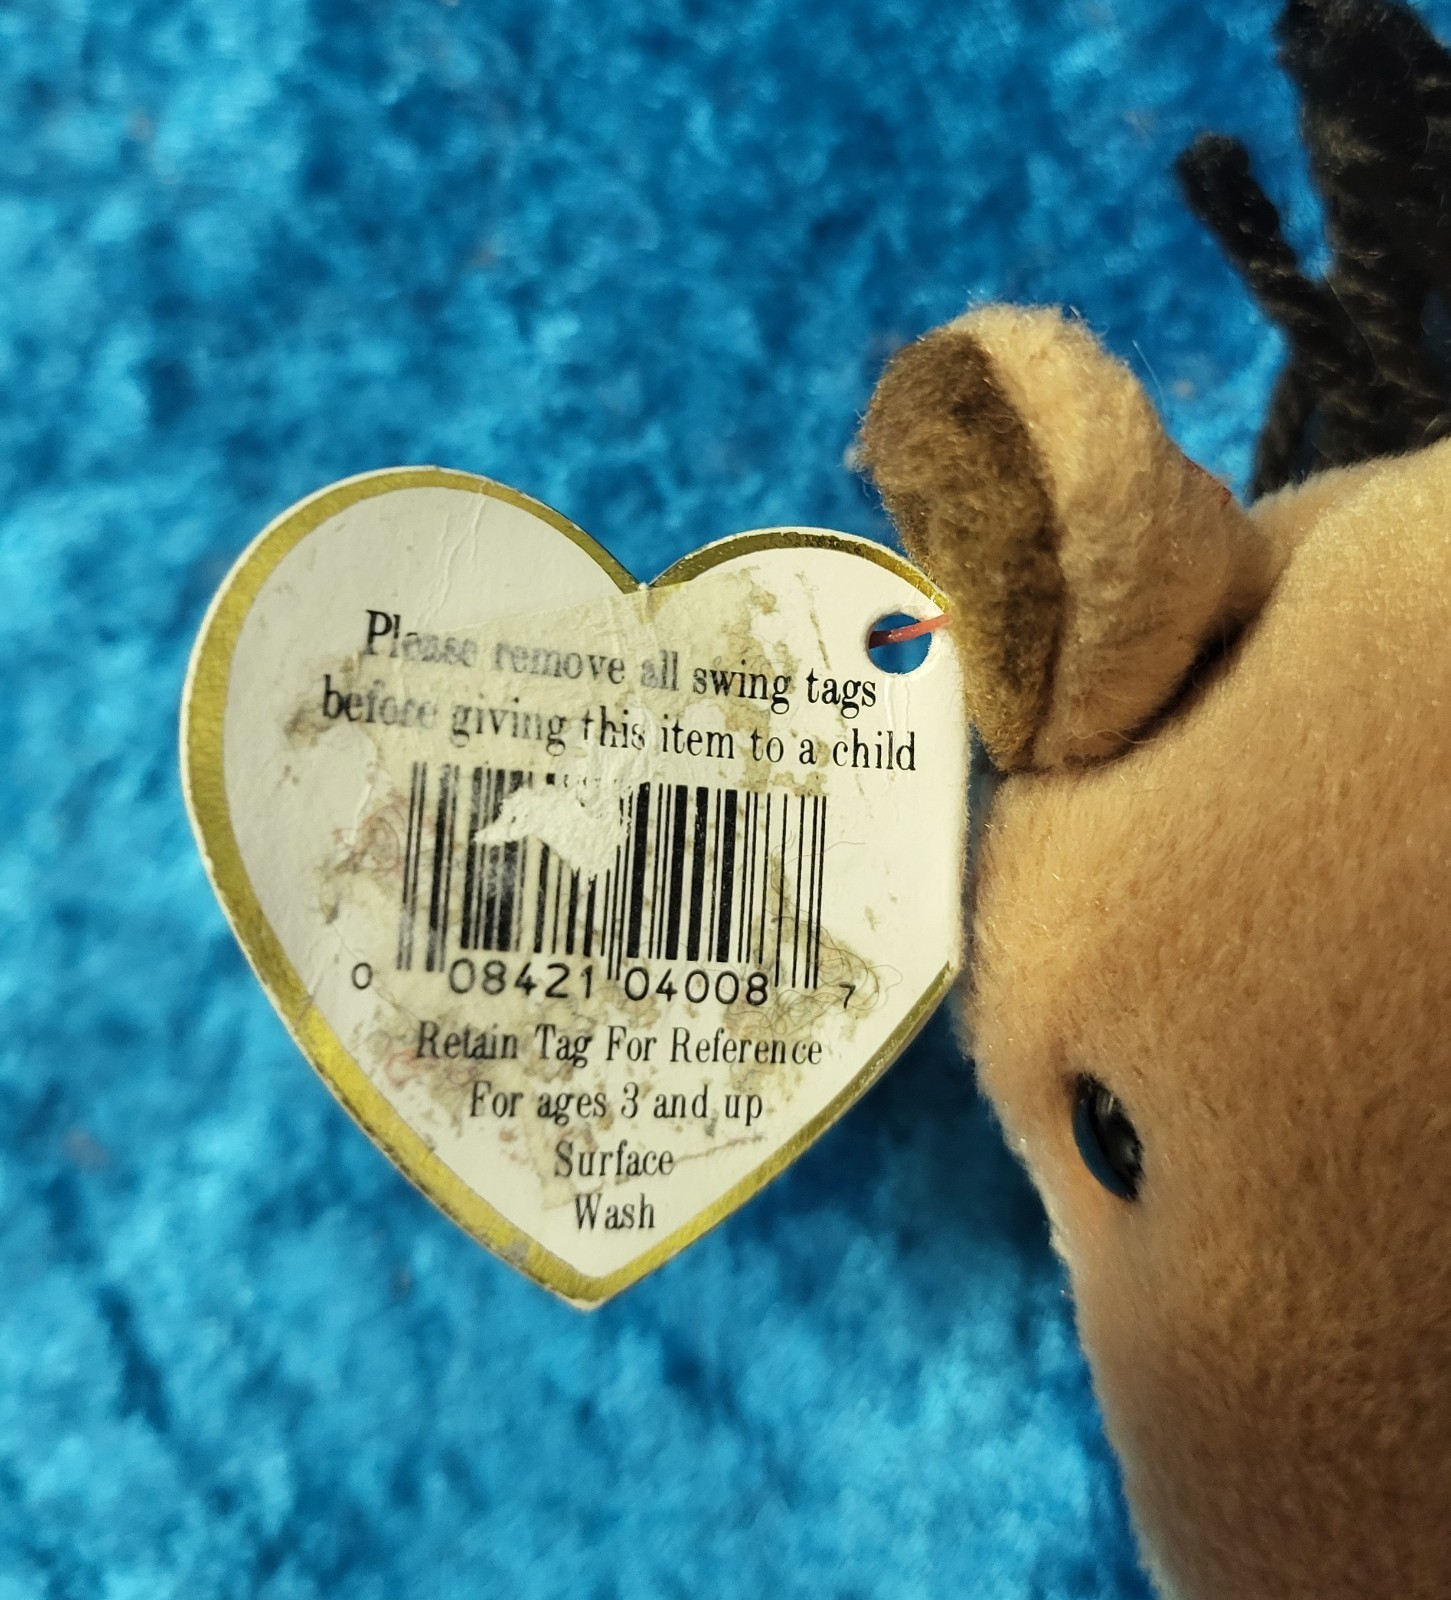 Please remove all swing tags
before giving this item to a child
0 08421 04008 7
Retain Tag For Reference
For ages 3 and up
Surface
Wash